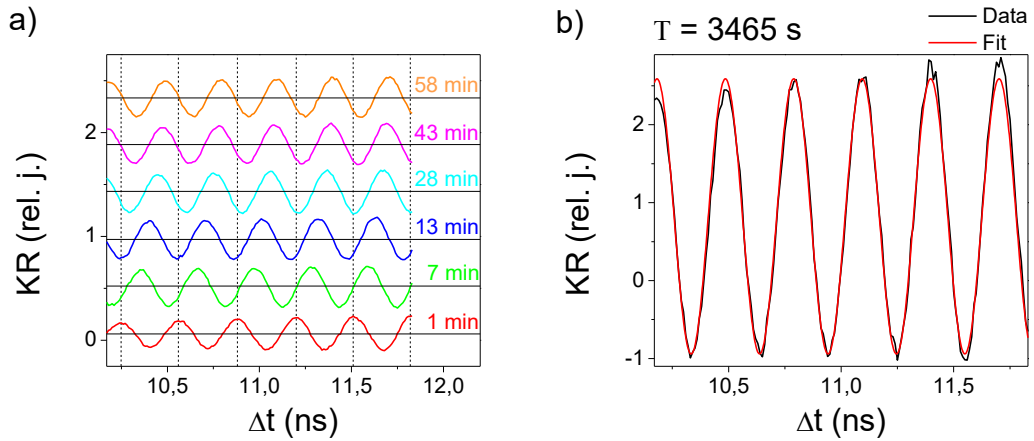 a)
KR (rel. j.)
2
1
0
58 min
43 min
28 min
13 min
7 min
1 min
10,5 11,0 11,5 12,0
Δt (ns)
b)
T = 3465 s
Data
Fit
KR (rel. j.)
2
1
0
-1
10,5 11,0 11,5
Δt (ns)